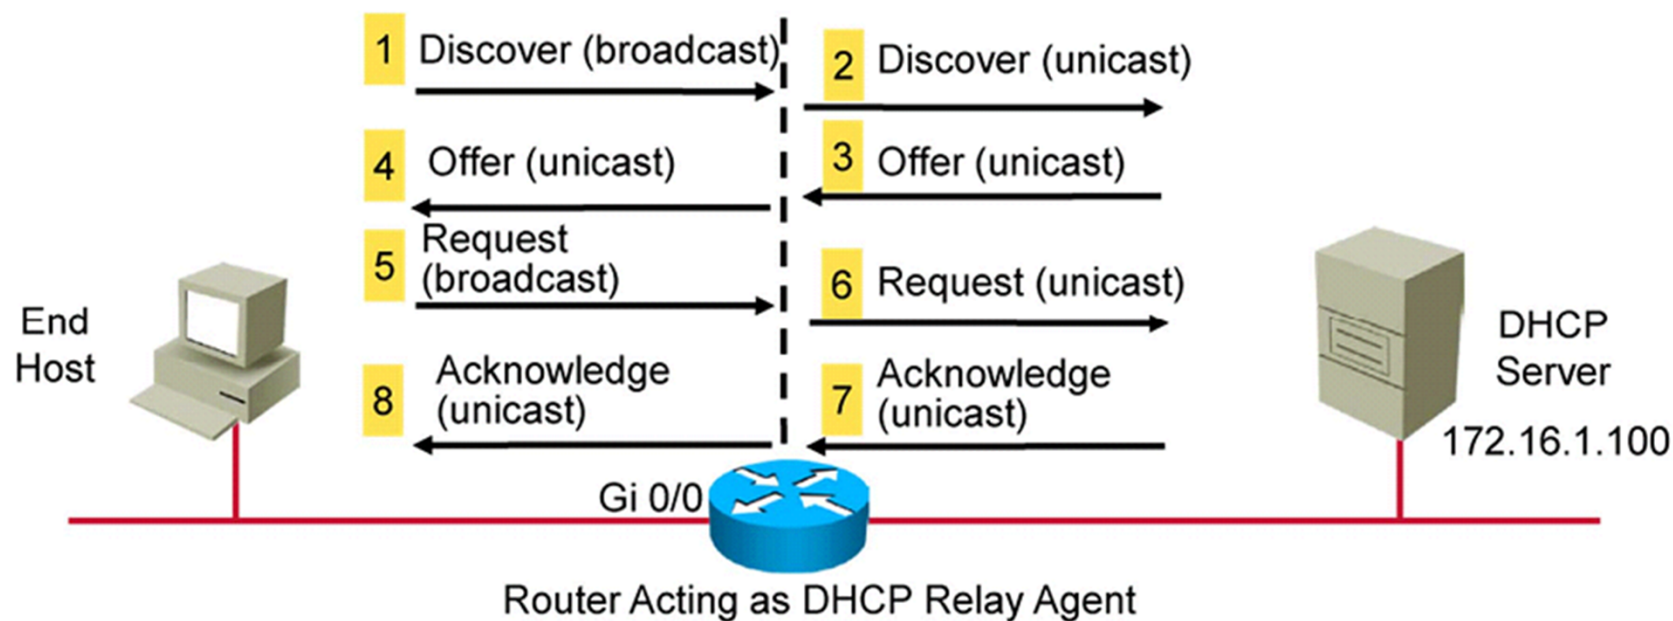 1 Discover (broadcast)
2 Discover (unicast)
4 Offer (unicast)
3 Offer (unicast)
5 Request
(broadcast)
6 Request (unicast)
End
Host
DHCP
Server
8 Acknowledge
(unicast)
7 Acknowledge
(unicast)
172.16.1.100
Gi 0/0
Router Acting as DHCP Relay Agent